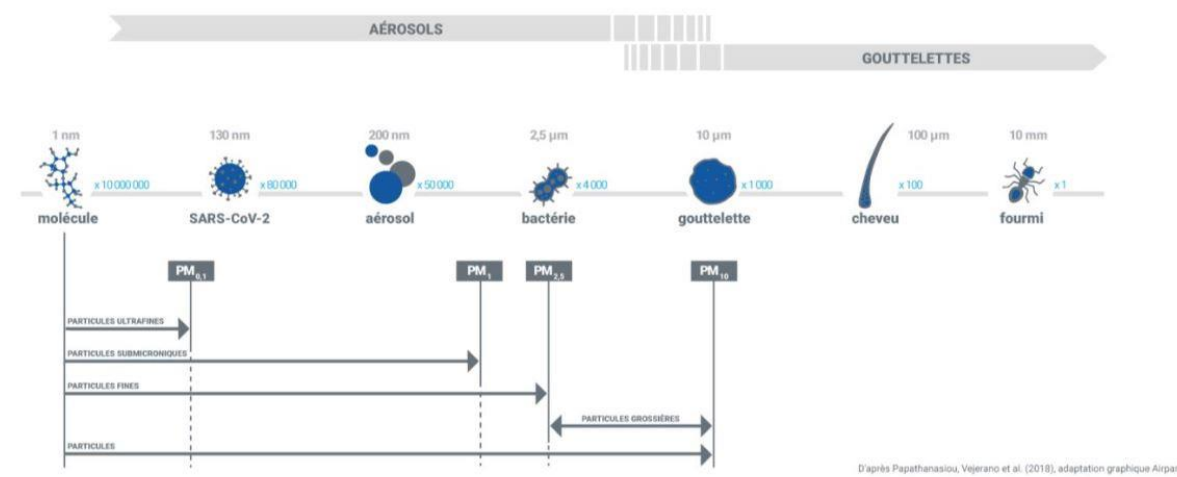 AÉROSOLS
GOUTTELETTES
1 nm
130 nm
200 nm
2,5 µm
10 µm
100 µm
10 mm
x 10 000 000
x 80 000
x 50 000
x 4 000
x 1 000
x 100
x 1
molécule
SARS-CoV-2
aérosol
bactérie
gouttelette
cheveu
fourmi
PM0,1
PM1
PM2,5
PM10
PARTICULES ULTRAFINES
PARTICULES SUBMICRONIQUES
PARTICULES FINES
PARTICULES GROSSIÈRES
PARTICULES
D'après Papathanasiou, Vejerano et al. (2018), adaptation graphique Airpar